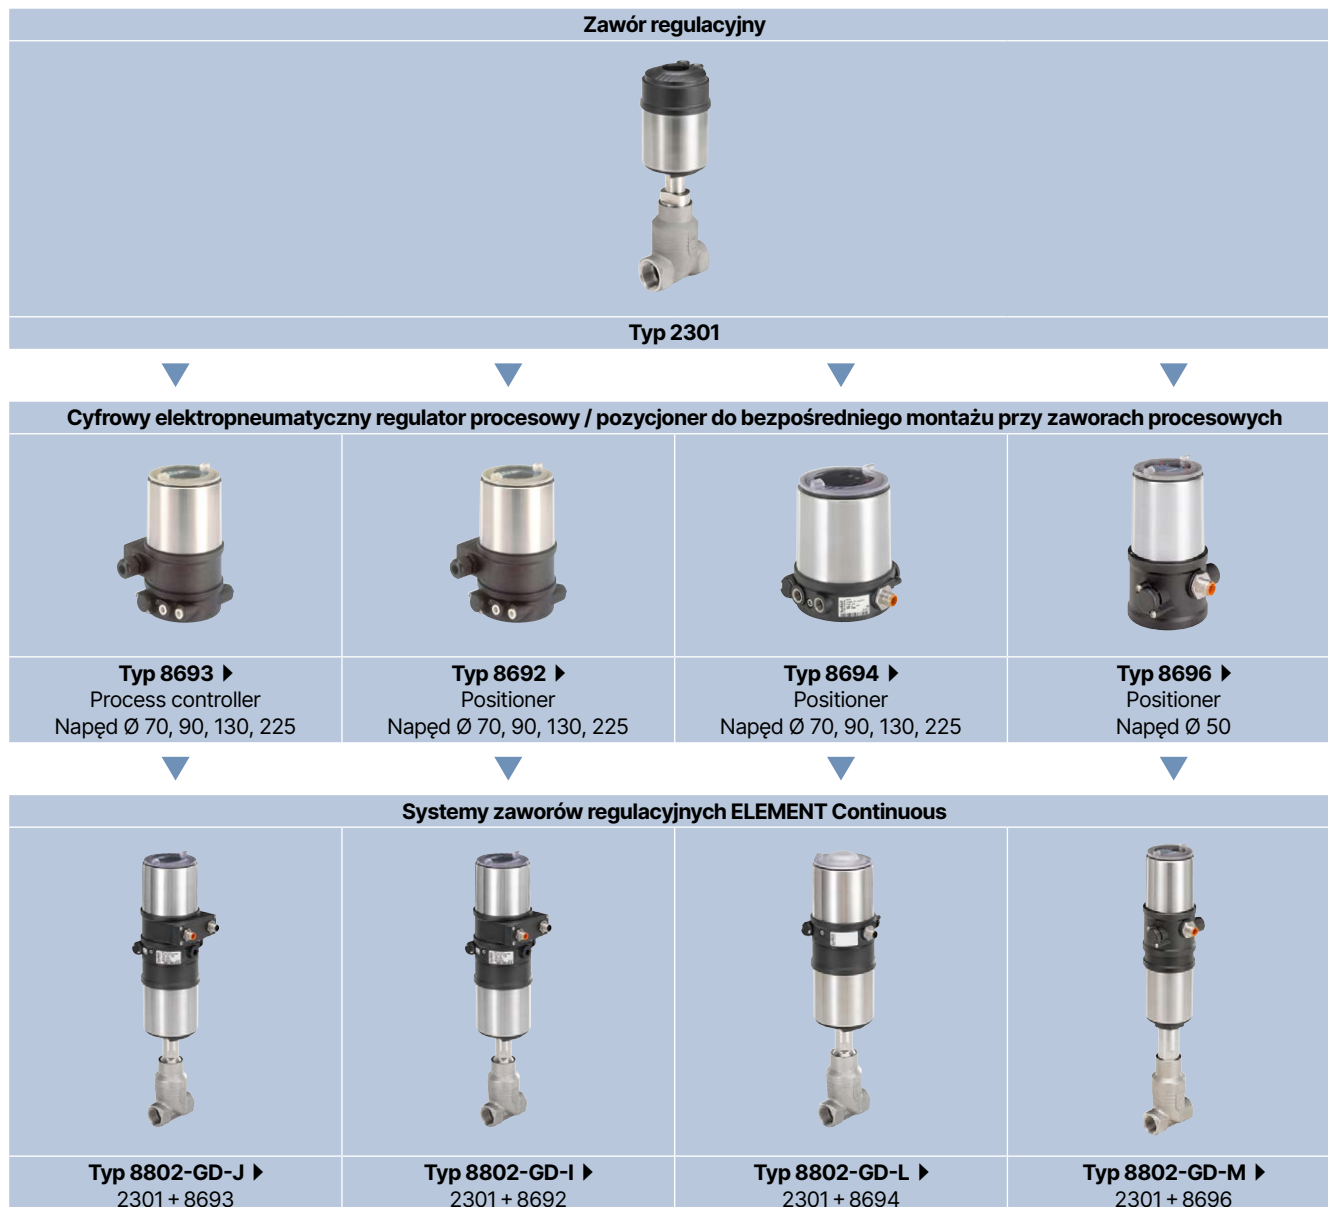 Zawór regulacyjny
Typ 2301
Cyfrowy elektropneumatyczny regulator procesowy / pozycjoner do bezpośredniego montażu przy zaworach procesowych
Typ 8693
Process controller
Napęd Ø 70, 90, 130, 225
Typ 8692
Positioner
Napęd Ø 70, 90, 130, 225
Typ 8694
Positioner
Napęd Ø 70, 90, 130, 225
Typ 8696
Positioner
Napęd Ø 50
Systemy zaworów regulacyjnych ELEMENT Continuous
Typ 8802-GD-J
2301 + 8693
Typ 8802-GD-I
2301 + 8692
Typ 8802-GD-L
2301 + 8694
Typ 8802-GD-M
2301 + 8696